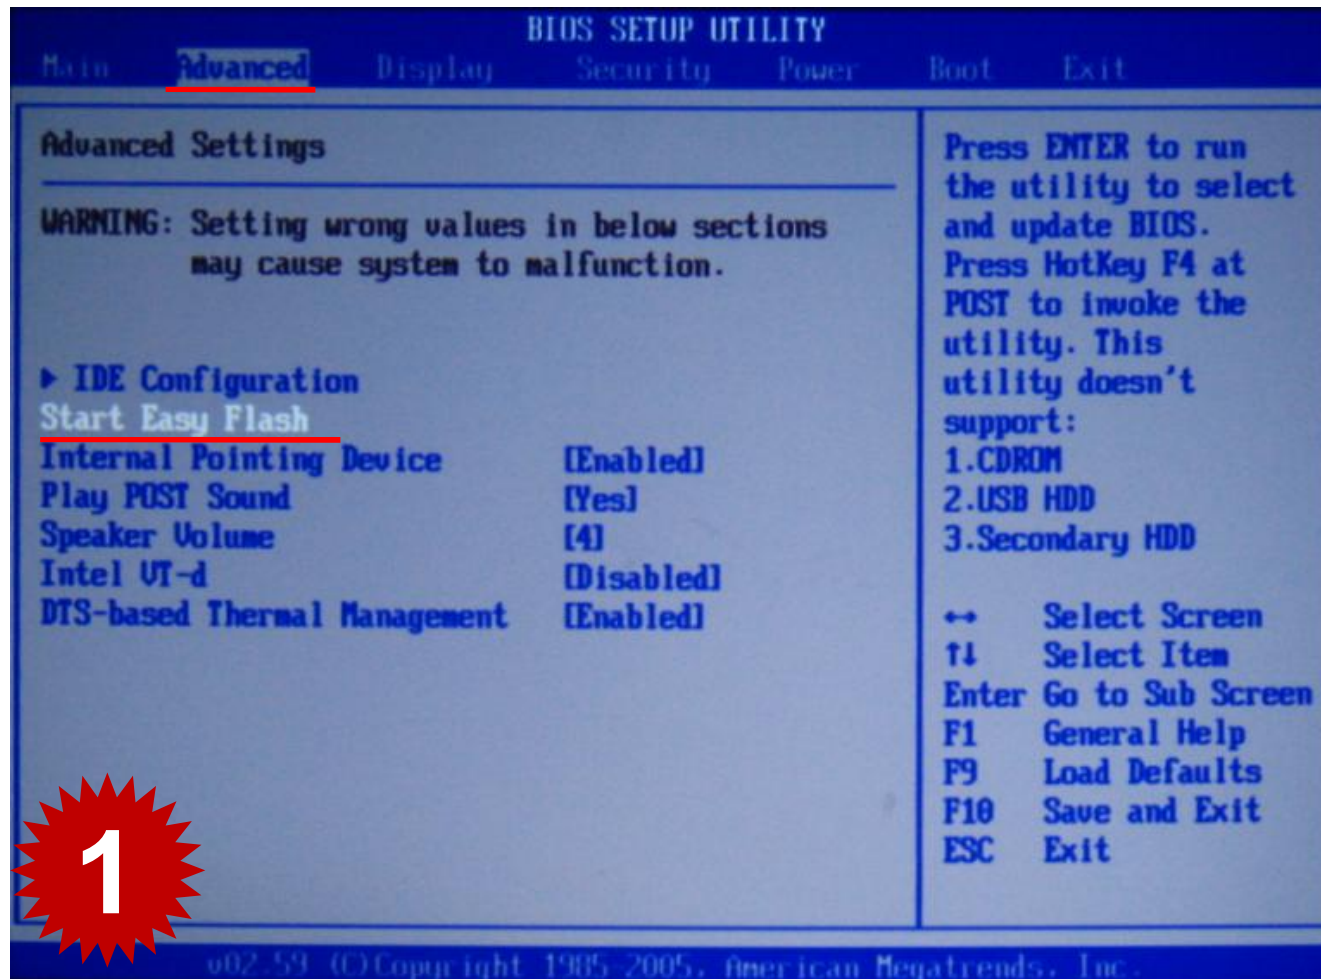 BIOS SETUP UTILITY
Main Advanced Display Security Power Boot Exit
Advanced Settings
WARNING: Setting wrong values in below sections
may cause system to malfunction.
▶ IDE Configuration
Start Easy Flash
Internal Pointing Device [Enabled]
Play POST Sound [Yes]
Speaker Volume [4]
Intel VT-d [Disabled]
DTS-based Thermal Management [Enabled]
Press ENTER to run
the utility to select
and update BIOS.
Press HotKey F4 at
POST to invoke the
utility. This
utility doesn't
support:
1.CDROM
2.USB HDD
3.Secondary HDD
↔ Select Screen
↑↓ Select Item
Enter Go to Sub Screen
F1 General Help
F9 Load Defaults
F10 Save and Exit
ESC Exit
1
v02.59 (C)Copyright 1985-2005, American Megatrends, Inc.